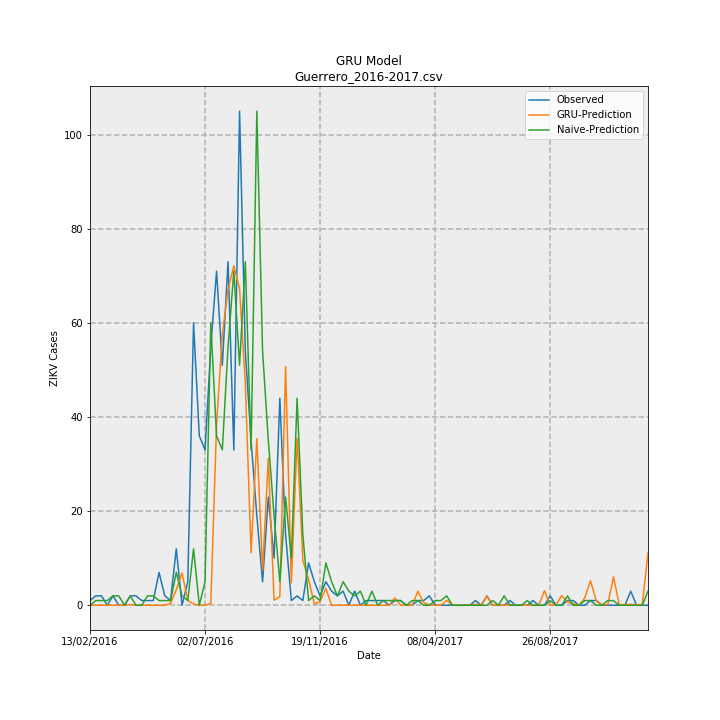 GRU Model
Guerrero_2016-2017.csv
Observed
GRU-Prediction
Naive-Prediction
100
80
60
40
20
0
ZIKV Cases
13/02/2016
02/07/2016
19/11/2016
08/04/2017
26/08/2017
Date